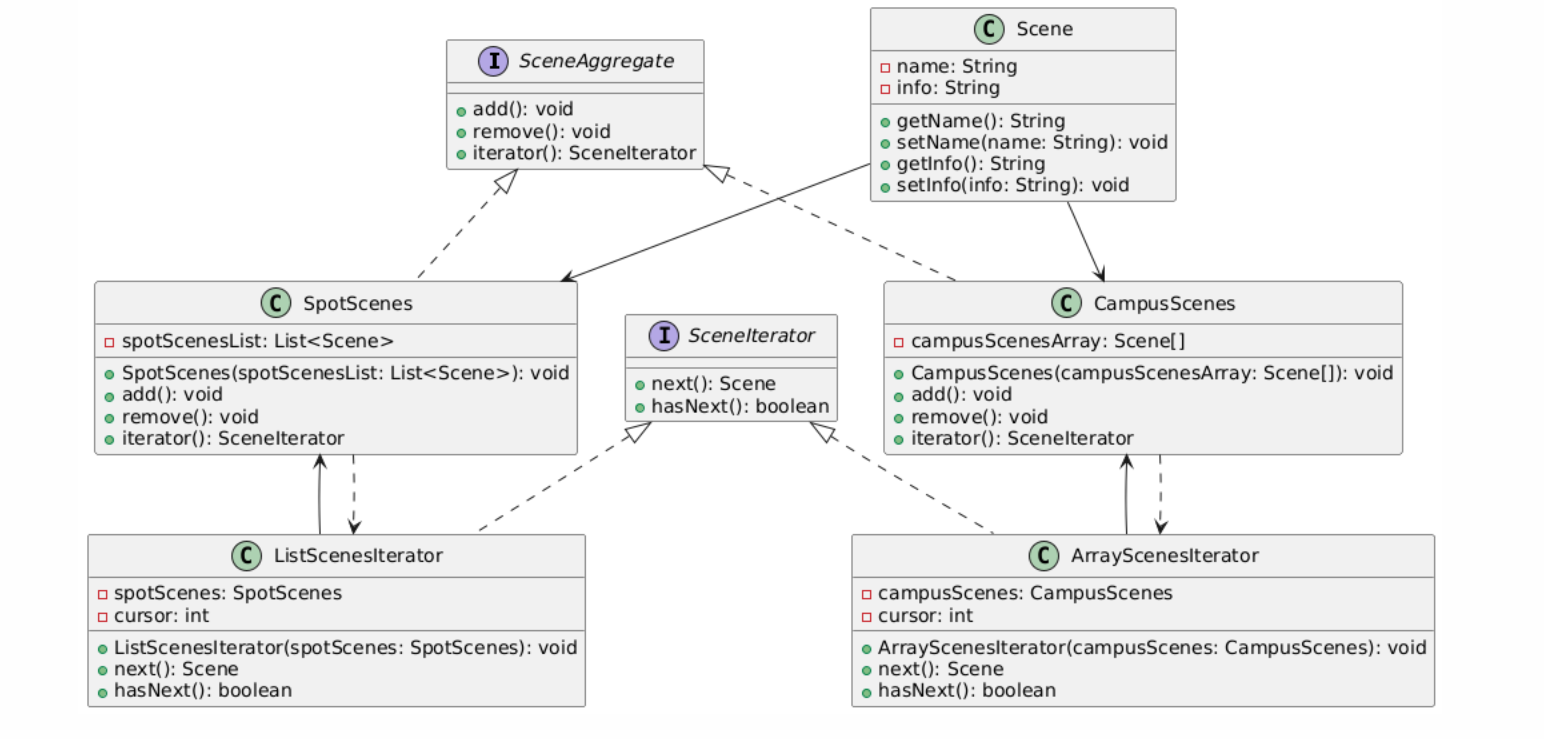 I SceneAggregate
add(): void
remove(): void
iterator(): SceneIterator
C Scene
name: String
info: String
getName(): String
setName(name: String): void
getInfo(): String
setInfo(info: String): void
C SpotScenes
spotScenesList: List<Scene>
SpotScenes(spotScenesList: List<Scene>): void
add(): void
remove(): void
iterator(): SceneIterator
I SceneIterator
next(): Scene
hasNext(): boolean
C CampusScenes
campusScenesArray: Scene[]
CampusScenes(campusScenesArray: Scene[]): void
add(): void
remove(): void
iterator(): SceneIterator
C ListScenesIterator
spotScenes: SpotScenes
cursor: int
ListScenesIterator(spotScenes: SpotScenes): void
next(): Scene
hasNext(): boolean
C ArrayScenesIterator
campusScenes: CampusScenes
cursor: int
ArrayScenesIterator(campusScenes: CampusScenes): void
next(): Scene
hasNext(): boolean